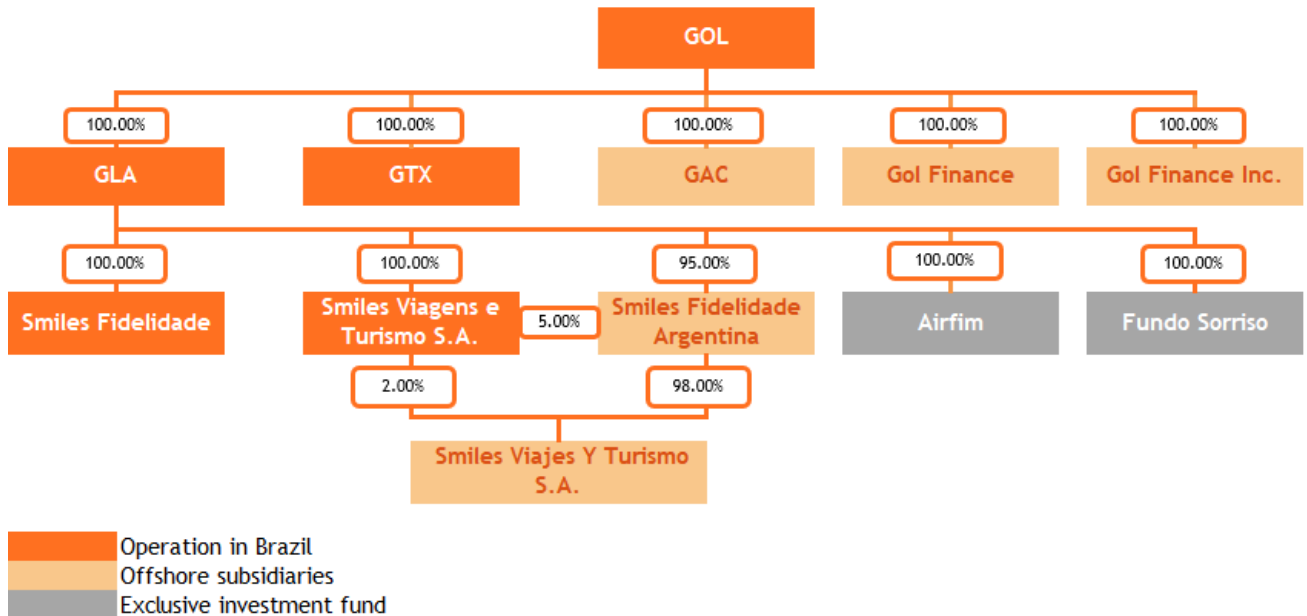 GOL
100.00%
100.00%
100.00%
100.00%
100.00%
GLA
GTX
GAC
Gol Finance
Gol Finance Inc.
100.00%
100.00%
95.00%
100.00%
100.00%
Smiles Fidelidade
Smiles Viagens e
Turismo S.A.
5.00%
Smiles Fidelidade
Argentina
Airfim
Fundo Sorriso
2.00%
98.00%
Smiles Viajes Y Turismo
S.A.
Operation in Brazil
Offshore subsidiaries
Exclusive investment fund